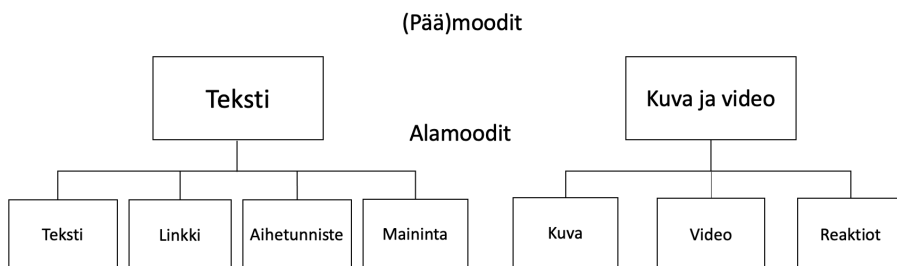 (Pää)moodit
Teksti
Kuva ja video
Alamoodit
Teksti
Linkki
Aihetunniste
Maininta
Kuva
Video
Reaktiot